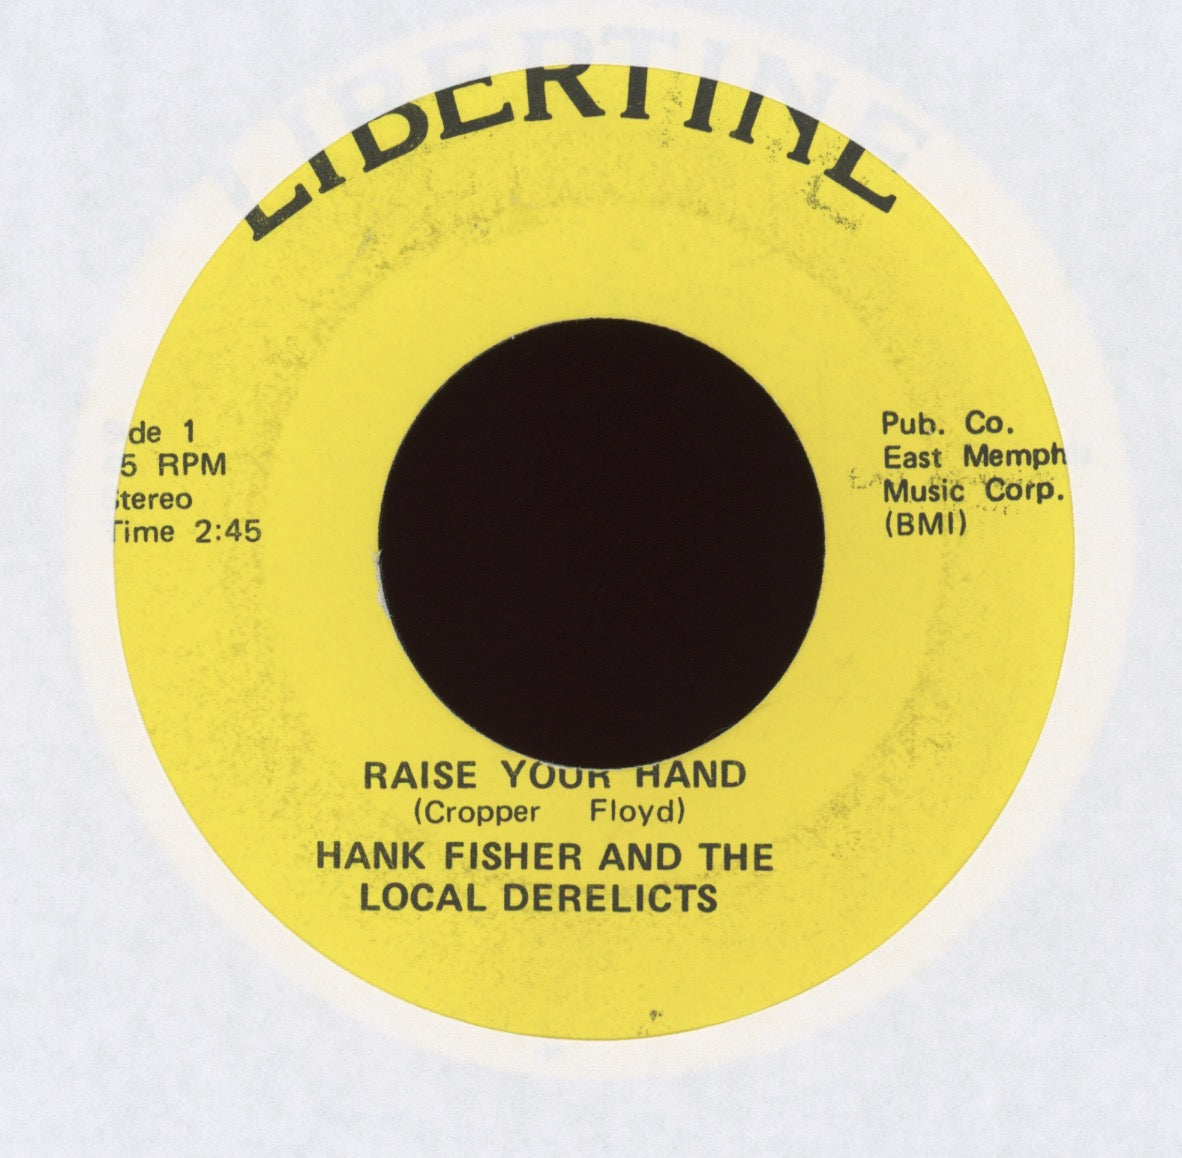 LIBERTINE
de 1
5 RPM
Stereo
Time 2:45
Pub. Co.
East Memph
Music Corp.
(BMI)
RAISE YOUR HAND
(Cropper Floyd)
HANK FISHER AND THE
LOCAL DERELICTS